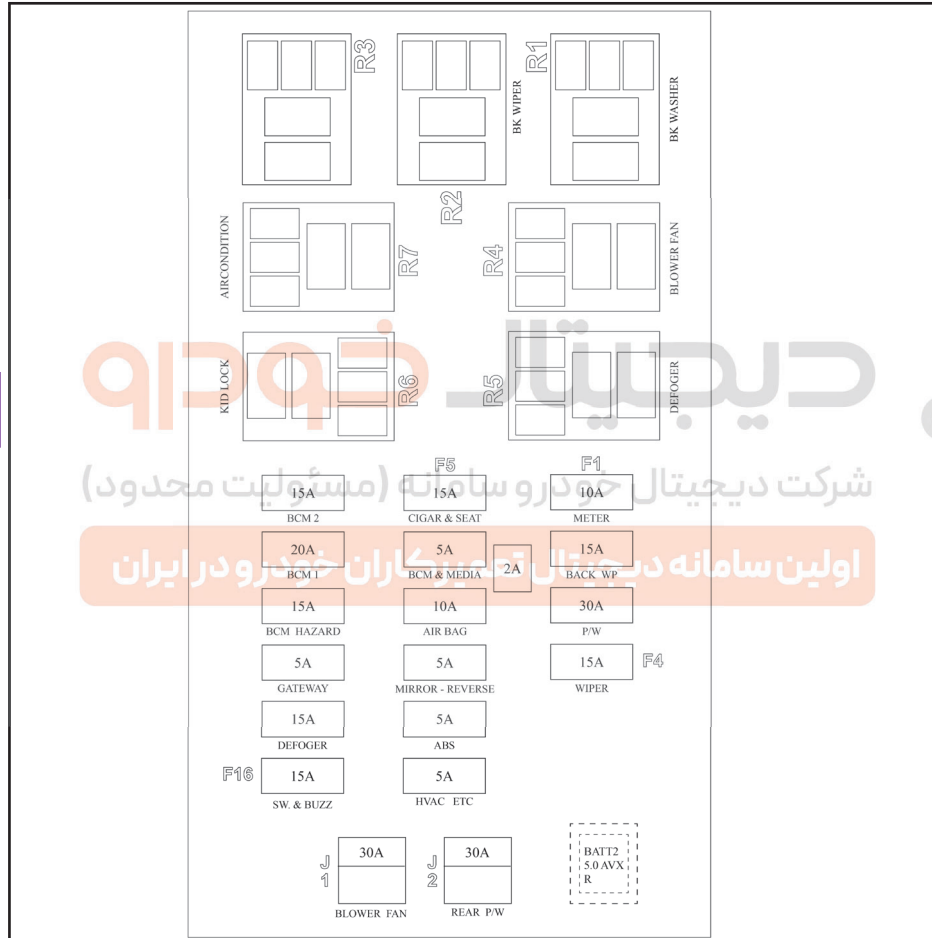 R3
R1
BK WIPER
BK WASHER
R2
AIRCONDITION
R7
R4
BLOWER FAN
KID LOCK
R6
R5
DEFOGER
دیجیتال خودرو
شرکت دیجیتال خودرو سامانه (مسئولیت محدود)
اولین سامانه دیجیتال تعمیرکاران خودرو در ایران
F5
F1
15A
15A
10A
BCM 2
CIGAR & SEAT
METER
20A
5A
2A
15A
BCM 1
BCM & MEDIA
BACK WP
15A
10A
30A
BCM HAZARD
AIR BAG
P/W
5A
5A
15A
F4
GATEWAY
MIRROR - REVERSE
WIPER
15A
5A
DEFOGER
ABS
F16
15A
5A
SW. & BUZZ
HVAC ETC
J
1
30A
J
2
30A
BLOWER FAN
REAR P/W
BATT2
5.0 AVX
R